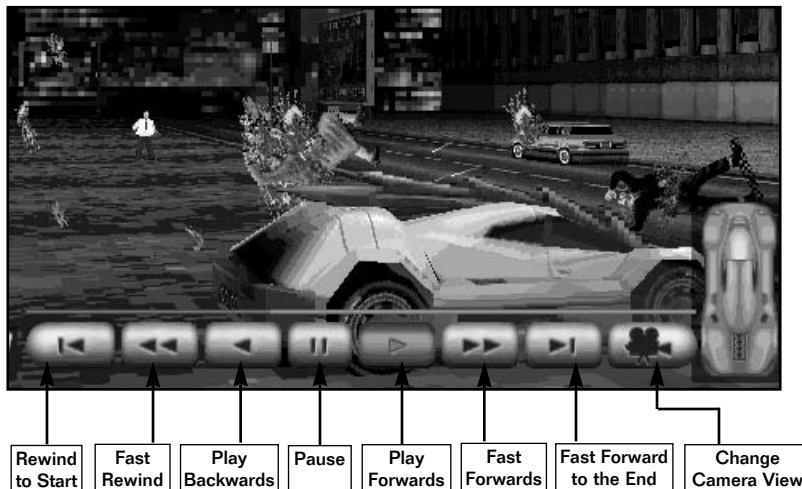 Rewind
to Start
Fast
Rewind
Play
Backwards
Pause
Play
Forwards
Fast
Forwards
Fast Forward
to the End
Change
Camera View